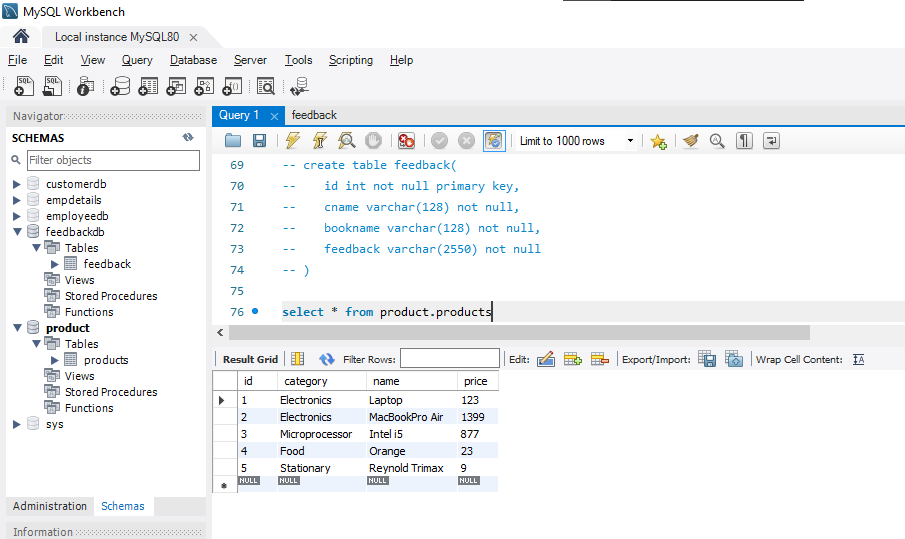 MySQL Workbench
Local instance MySQL80
File Edit View Query Database Server Tools Scripting Help
SQL SQL
Navigator
SCHEMAS
Filter objects
customerdb
empdetails
employeedb
feedbackdb
Tables
feedback
Views
Stored Procedures
Functions
product
Tables
products
Views
Stored Procedures
Functions
sys
Administration Schemas
Information
Query 1 feedback
Limit to 1000 rows
69 -- create table feedback(
70 -- id int not null primary key,
71 -- cname varchar(128) not null,
72 -- bookname varchar(128) not null,
73 -- feedback varchar(2550) not null
74 -- )
75
76 select * from product.products
Result Grid Filter Rows: Edit: Export/Import: Wrap Cell Content: IA
id category name price
1 Electronics Laptop 123
2 Electronics MacBookPro Air 1399
3 Microprocessor Intel i5 877
4 Food Orange 23
5 Stationary Reynold Trimax 9
NULL NULL NULL NULL